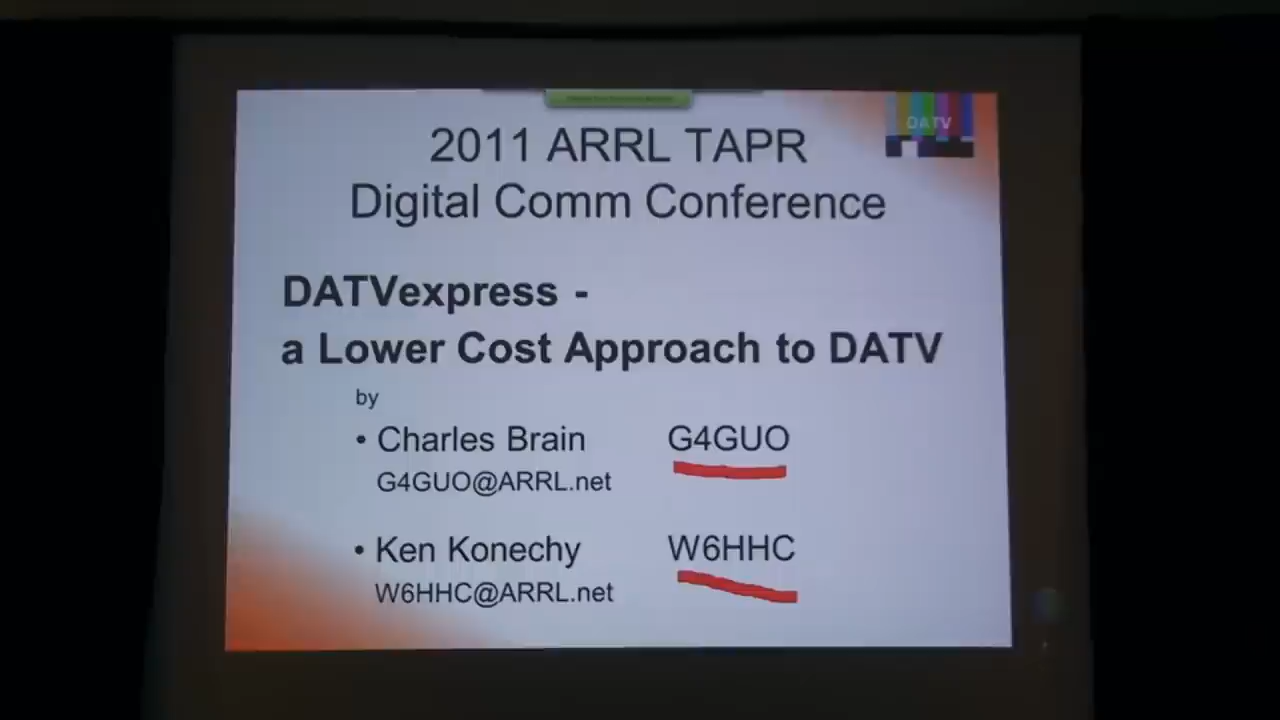 DATV
2011 ARRL TAPR
Digital Comm Conference
DATVexpress -
a Lower Cost Approach to DATV
by
• Charles Brain G4GUO
G4GUO@ARRL.net
• Ken Konechy W6HHC
W6HHC@ARRL.net